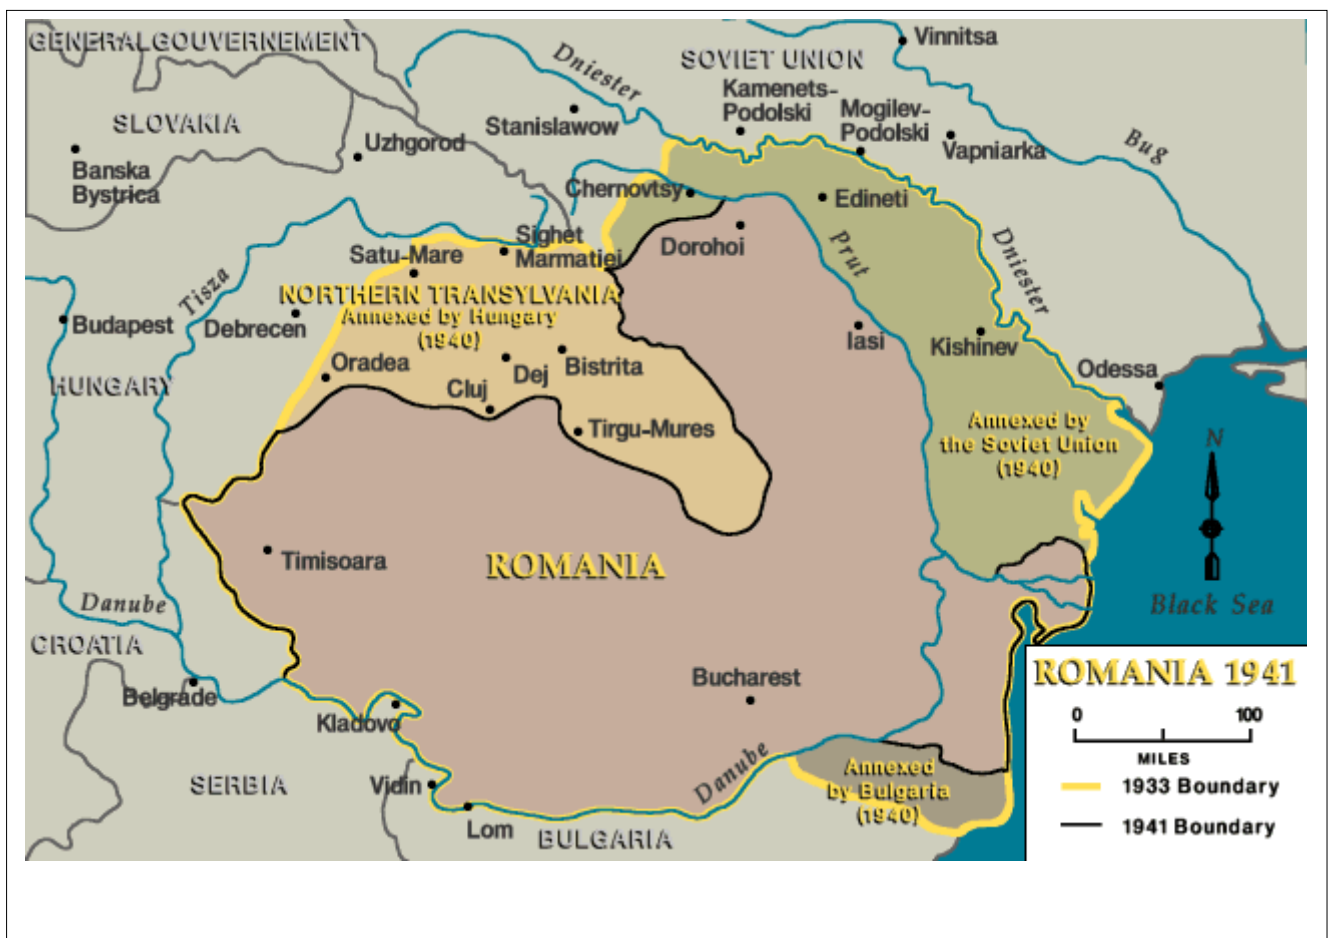 GENERALGOUVERNEMENT
SLOVAKIA
Banska
Bystrica
Uzhgorod
Stanislawow
Dniester
SOVIET UNION
Vinnitsa
Kamenets-
Podolski
Mogilev-
Podolski
Vapniarka
Bug
Chernovtsy
Edineti
Dorohoi
Prut
Dniester
Sighet
Marmatiei
Satu-Mare
NORTHERN TRANSYLVANIA
Annexed by Hungary
(1940)
Tisza
Budapest
Debrecen
HUNGARY
Oradea
Cluj
Dej
Bistrita
Tirgu-Mures
Iasi
Kishinev
Odessa
Annexed by
the Soviet Union
(1940)
N
Black Sea
Timisoara
ROMANIA
Danube
CROATIA
Belgrade
Kladovo
Bucharest
SERBIA
Vidin
Lom
Danube
BULGARIA
Annexed
by Bulgaria
(1940)
ROMANIA 1941
0 100
MILES
1933 Boundary
1941 Boundary